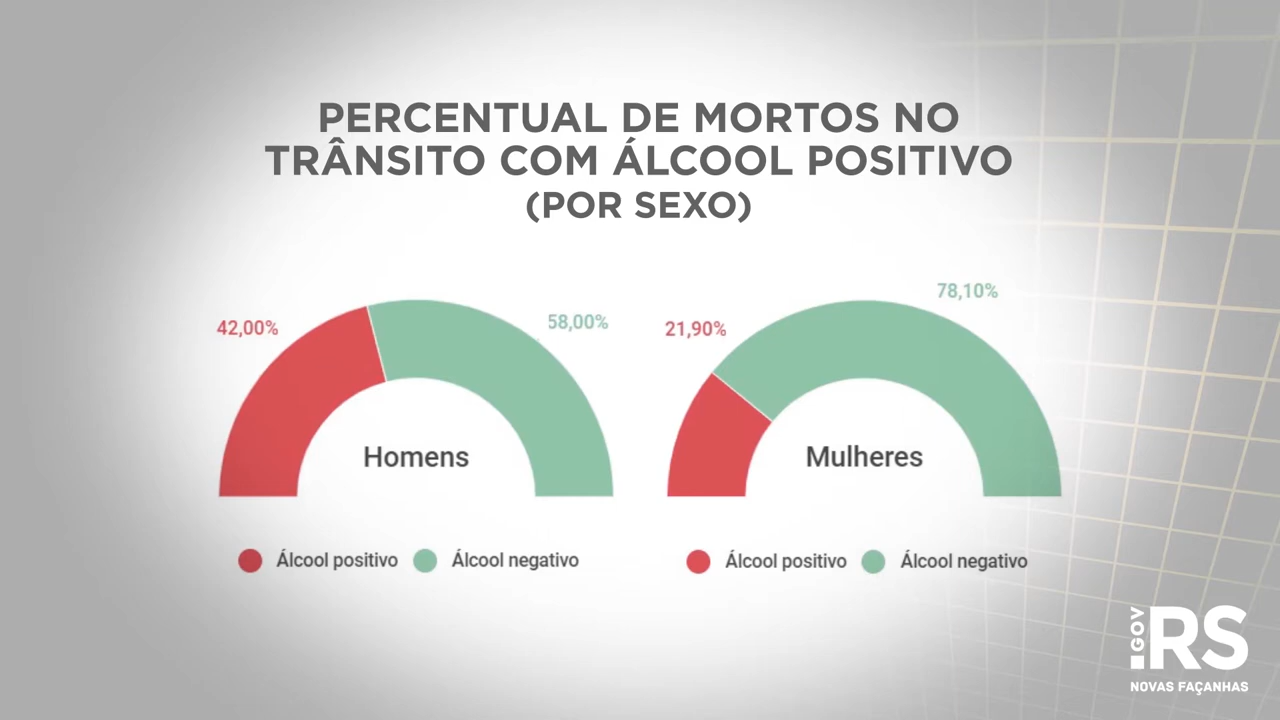 PERCENTUAL DE MORTOS NO
TRÂNSITO COM ÁLCOOL POSITIVO
(POR SEXO)
42,00%
58,00%
Homens
Álcool positivo
Álcool negativo
21,90%
78,10%
Mulheres
Álcool positivo
Álcool negativo
GOV
RS
NOVAS FAÇANHAS